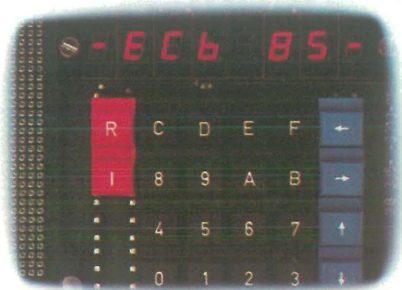 -ECb 85-
R C D E F ←
I 8 9 A B →
4 5 6 7 ↑
0 1 2 3 ↓